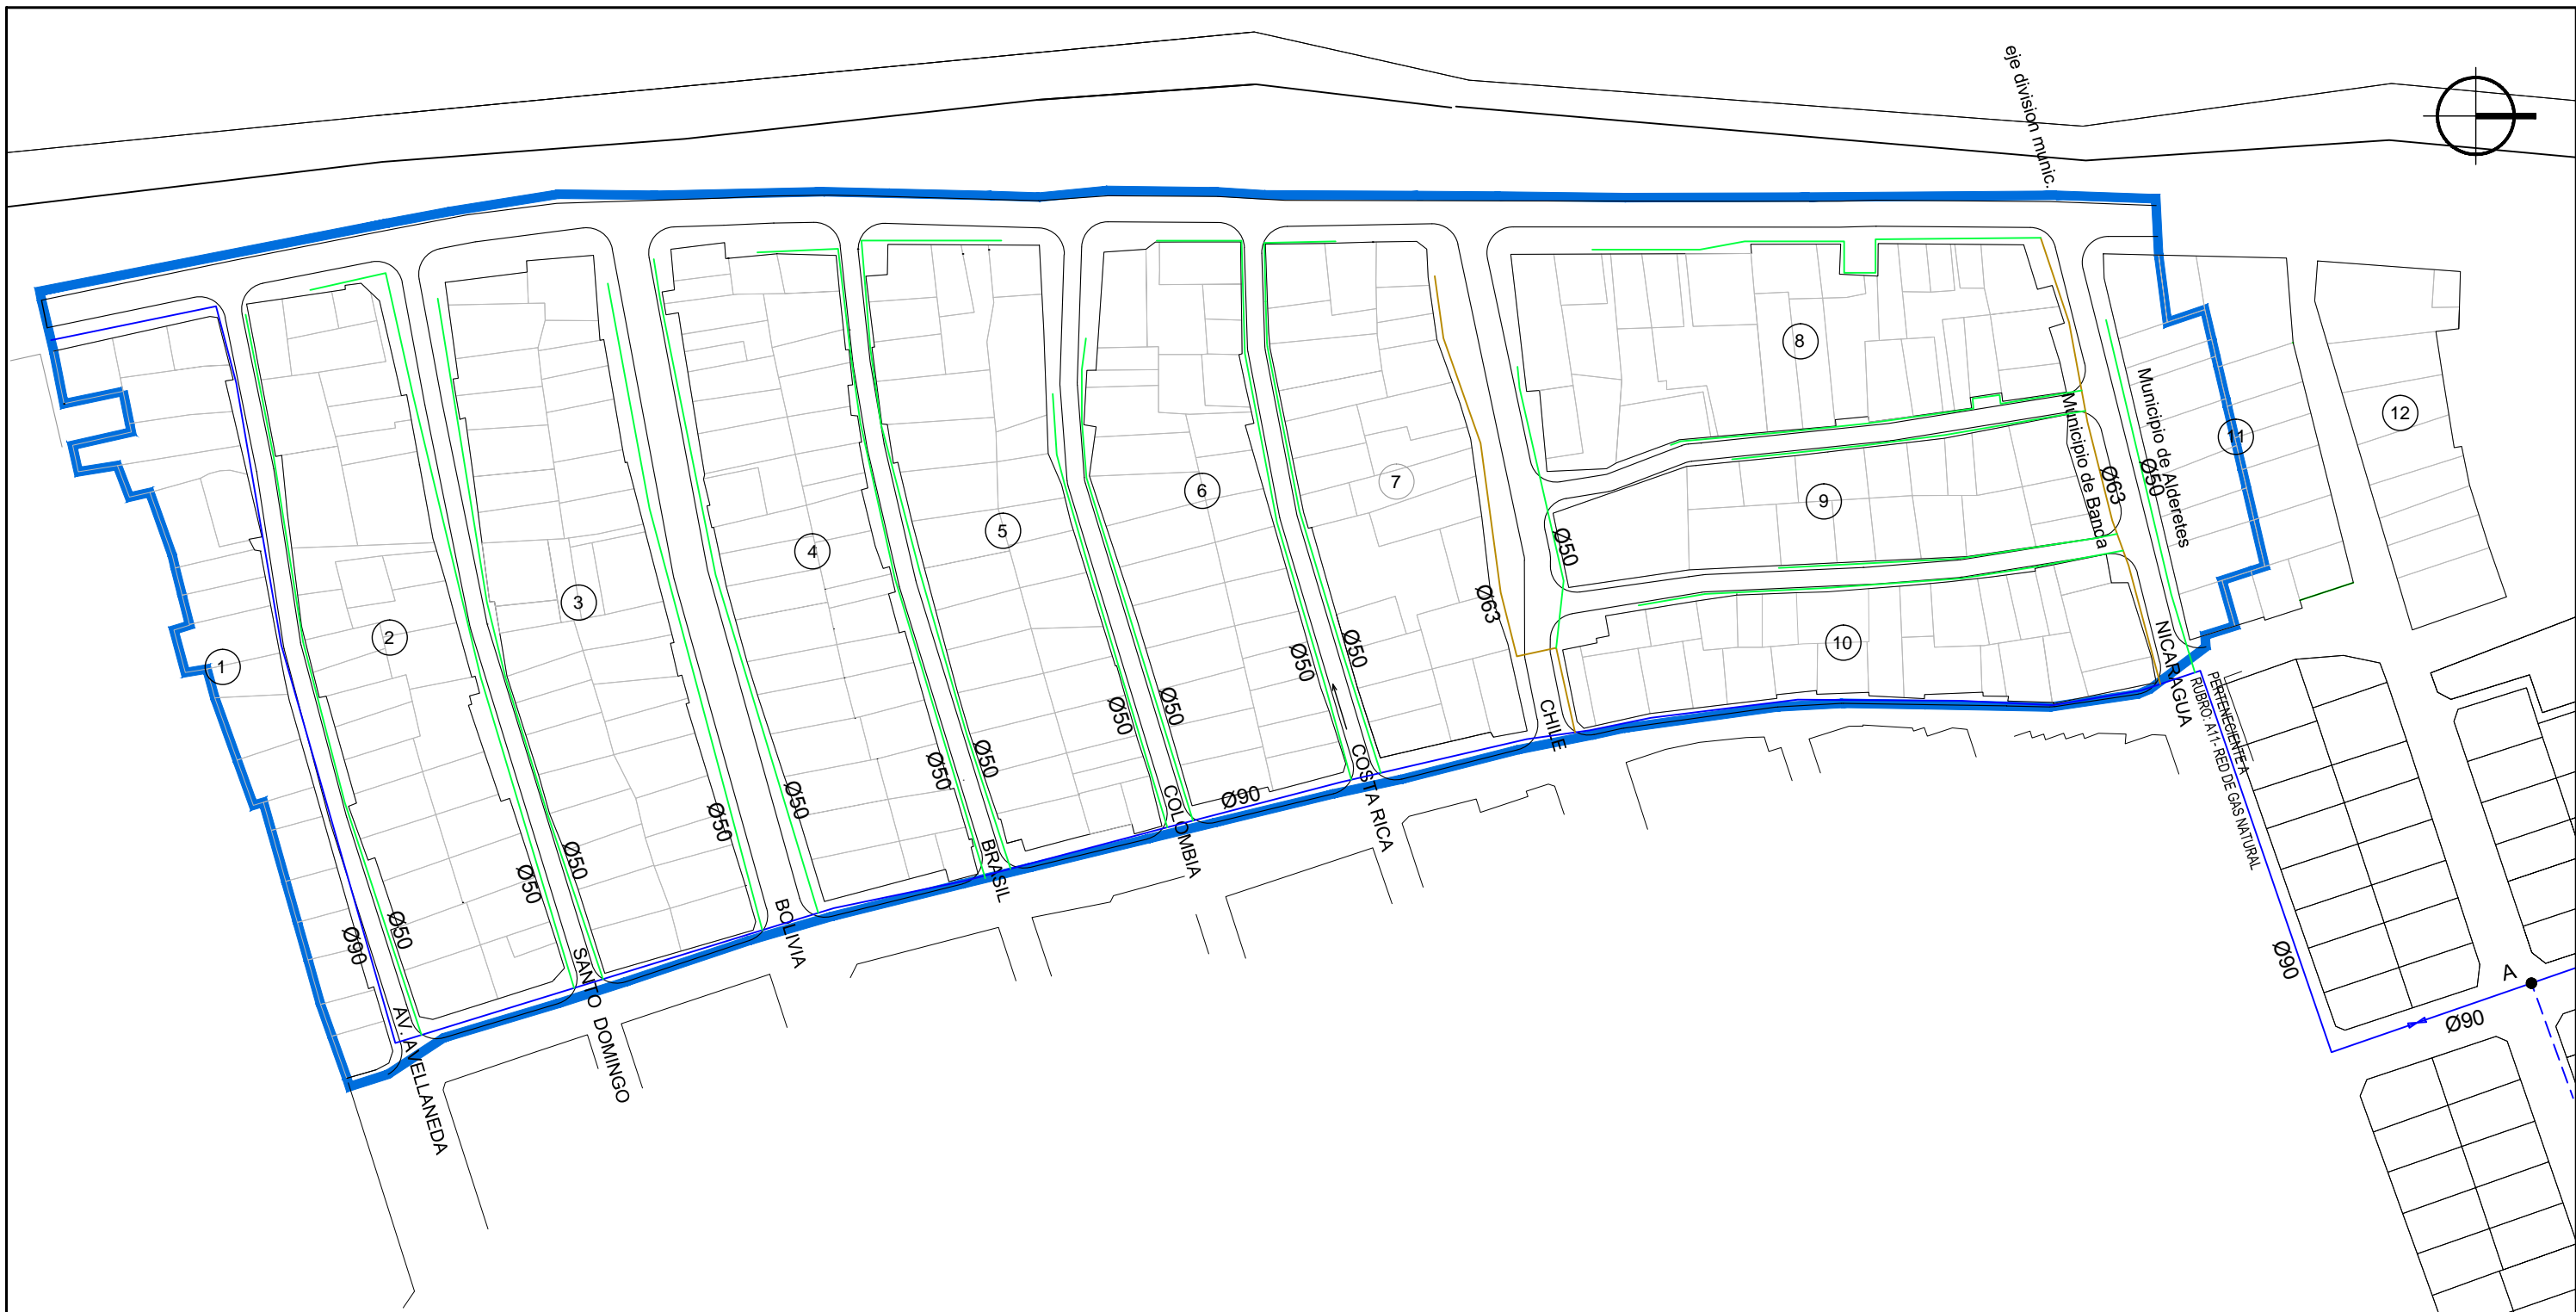 eje division munic.
8
Municipio de Alderetes
12
11
7
6
Ø50
Ø63
Municipio de Banda
9
5
4
Ø50
3
Ø63
2
10
Ø50
Ø50
1
NICARAGUA
PERTENECIENTE A
RUBRO: A11- RED DE GAS NATURAL
Ø50
Ø50
CHILE
Ø50
Ø50
COSTA RICA
Ø90
Ø50
Ø50
COLOMBIA
BRASIL
Ø50
Ø50
BOLIVIA
Ø50
Ø90
SANTO DOMINGO
Ø90
A
Ø90
AV. AVELLANEDA